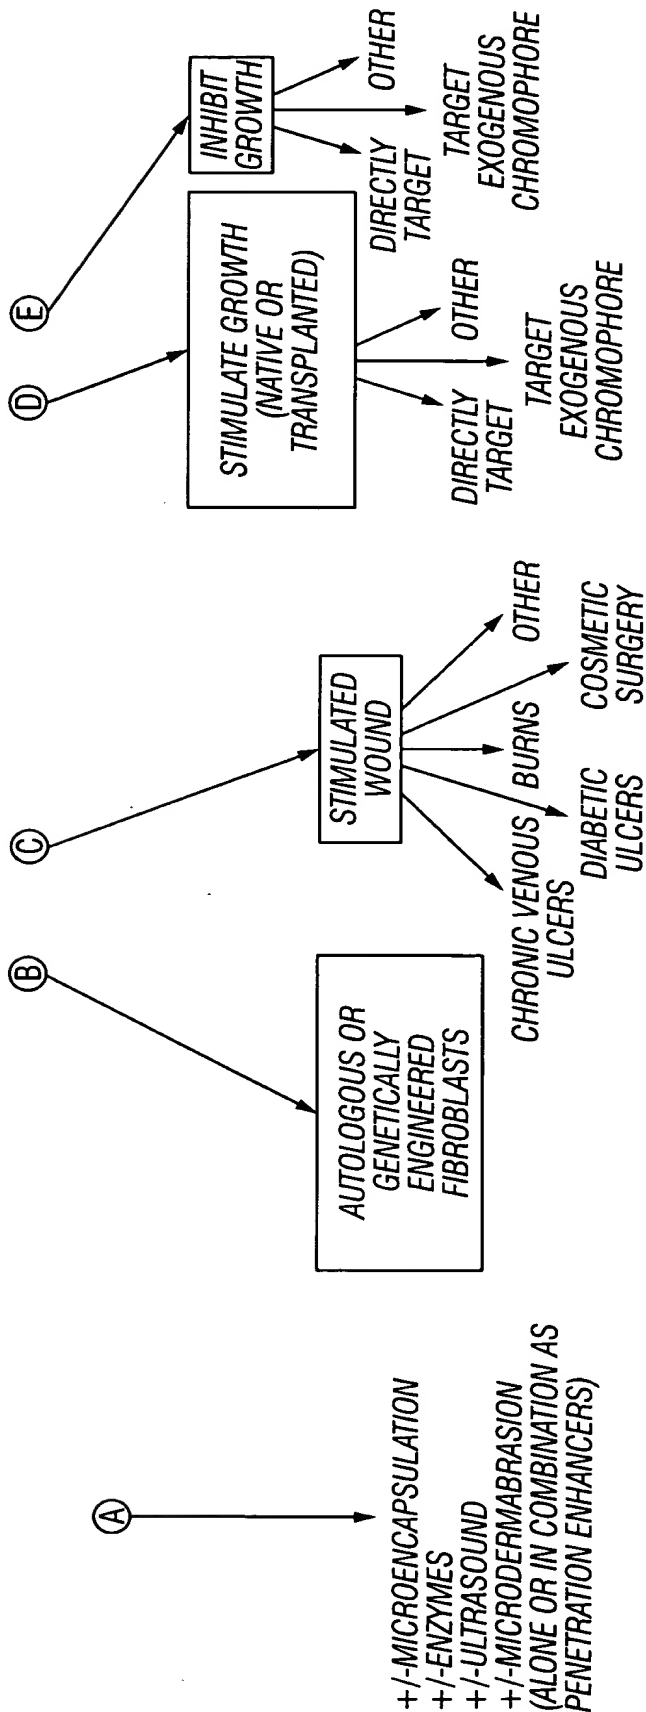 A
+/-MICROENCAPSULATION
+/-ENZYMES
+/-ULTRASOUND
+/-MICRODERMABRASION
(ALONE OR IN COMBINATION AS
PENETRATION ENHANCERS)
B
AUTOLOGOUS OR
GENETICALLY
ENGINEERED
FIBROBLASTS
C
STIMULATED
WOUND
CHRONIC VENOUS
ULCERS
DIABETIC
ULCERS
BURNS
COSMETIC
SURGERY
OTHER
D
STIMULATE GROWTH
(NATIVE OR
TRANSPLANTED)
DIRECTLY
TARGET
TARGET
EXOGENOUS
CHROMOPHORE
OTHER
E
INHIBIT
GROWTH
DIRECTLY
TARGET
TARGET
EXOGENOUS
CHROMOPHORE
OTHER